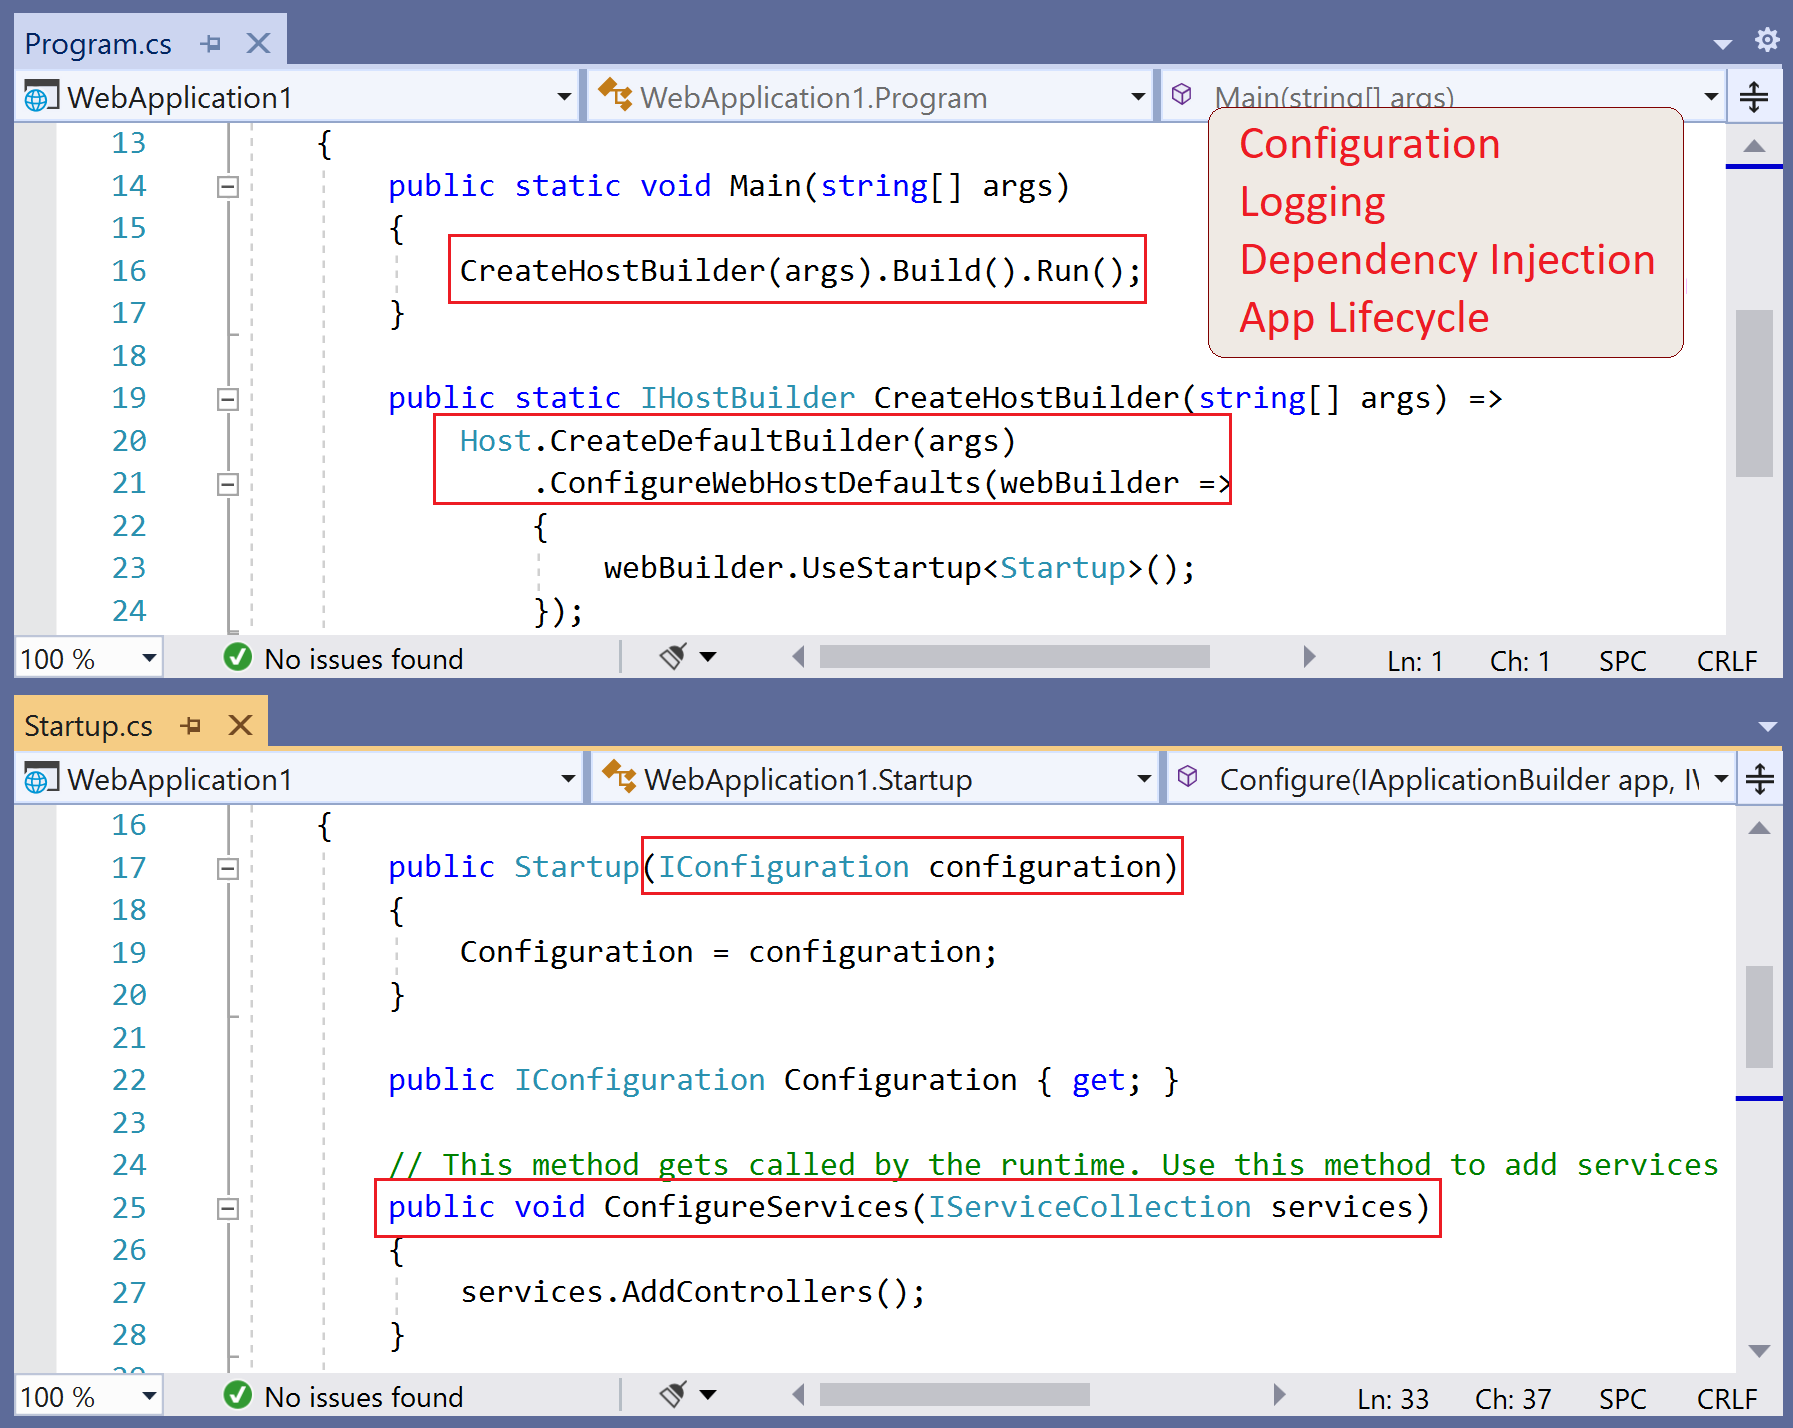 Program.cs
WebApplication1 WebApplication1.Program Main(string[] args)
Configuration
Logging
Dependency Injection
App Lifecycle
13 {
14 public static void Main(string[] args)
15 {
16 CreateHostBuilder(args).Build().Run();
17 }
18
19 public static IHostBuilder CreateHostBuilder(string[] args) =>
20 Host.CreateDefaultBuilder(args)
21 .ConfigureWebHostDefaults(webBuilder =>
22 {
23 webBuilder.UseStartup<Startup>();
24 });
100 % No issues found Ln: 1 Ch: 1 SPC CRLF
Startup.cs
WebApplication1 WebApplication1.Startup Configure(IApplicationBuilder app, 
16 {
17 public Startup(IConfiguration configuration)
18 {
19 Configuration = configuration;
20 }
21
22 public IConfiguration Configuration { get; }
23
24 // This method gets called by the runtime. Use this method to add services
25 public void ConfigureServices(IServiceCollection services)
26 {
27 services.AddControllers();
28 }
100 % No issues found Ln: 33 Ch: 37 SPC CRLF